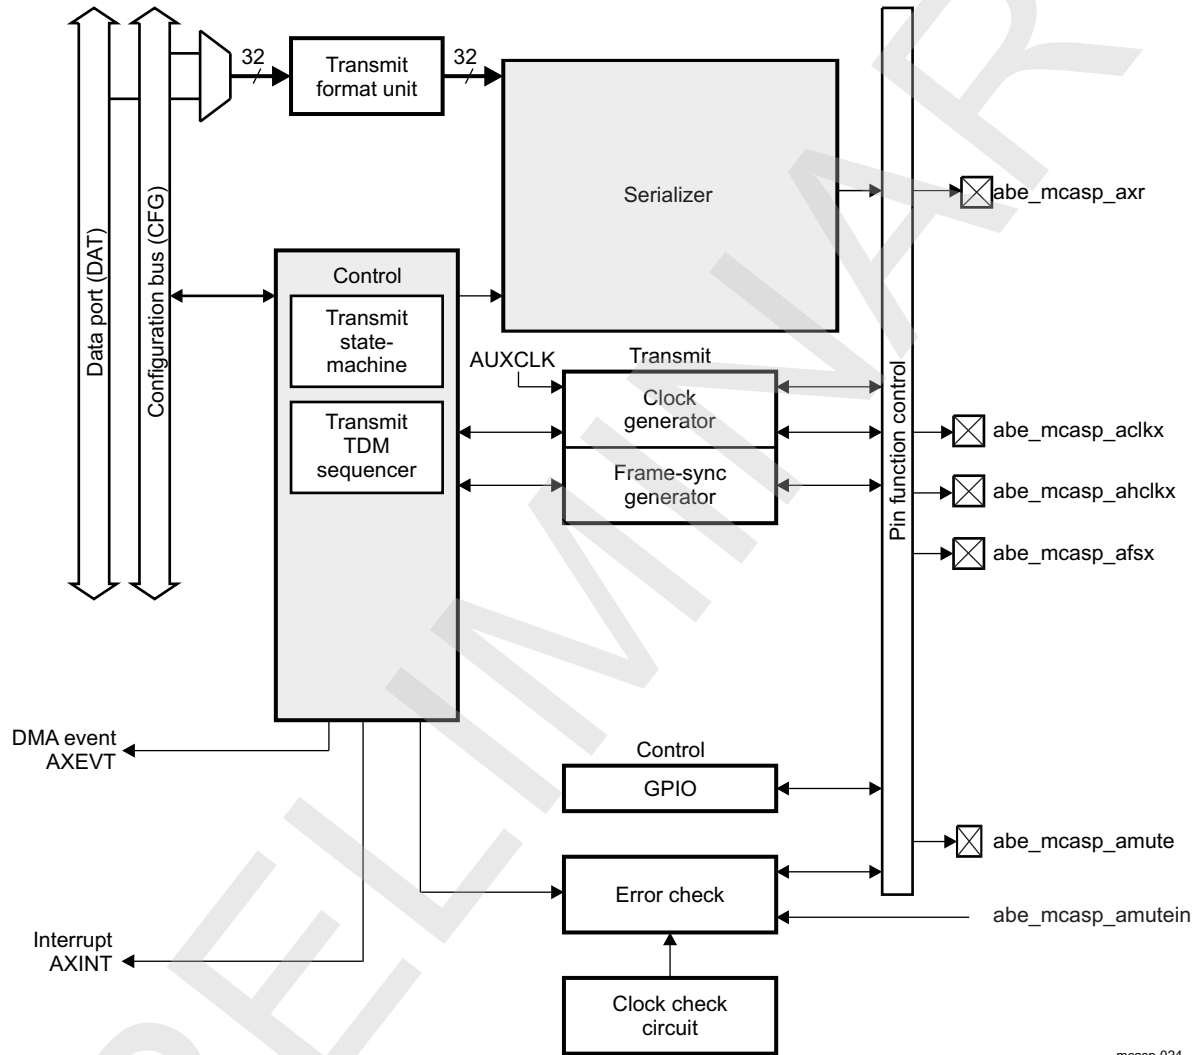 32
32
Transmit
format unit
Serializer
abe_mcasp_axr
Data port (DAT)
Configuration bus (CFG)
Control
Transmit
state-
machine
AUXCLK
Transmit
Clock
generator
Transmit
TDM
sequencer
Frame-sync
generator
Pin function control
abe_mcasp_aclkx
abe_mcasp_ahclkx
abe_mcasp_afsx
DMA event
AXEVT
Control
GPIO
abe_mcasp_amute
Error check
abe_mcasp_amutein
Interrupt
AXINT
Clock check
circuit
mcasp-024